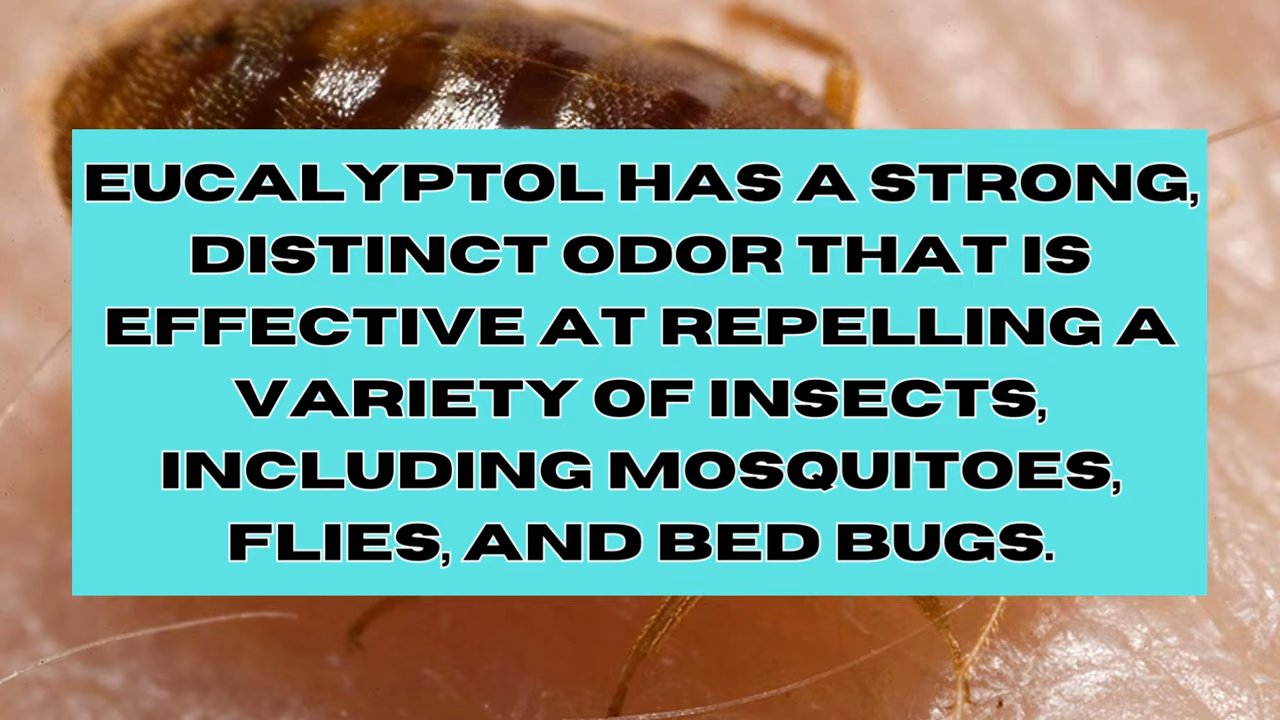 EUCALYPTOL HAS A STRONG,
DISTINCT ODOR THAT IS
EFFECTIVE AT REPELLING A
VARIETY OF INSECTS,
INCLUDING MOSQUITOES,
FLIES, AND BED BUGS.